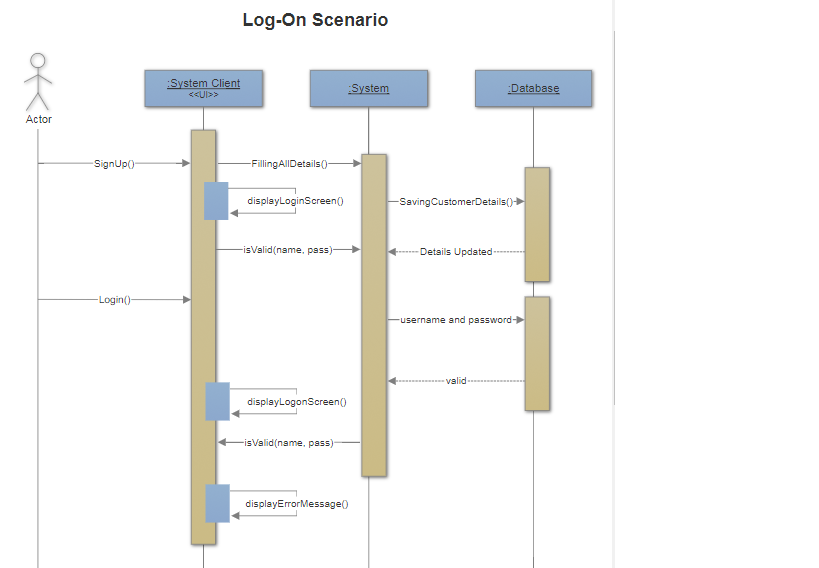 Log-On Scenario
:System Client
<<UI>>
:System
:Database
Actor
SignUp()
FillingAllDetails()
displayLoginScreen()
SavingCustomerDetails()
isValid(name, pass)
Details Updated
Login()
username and password
valid
displayLogonScreen()
isValid(name, pass)
displayErrorMessage()